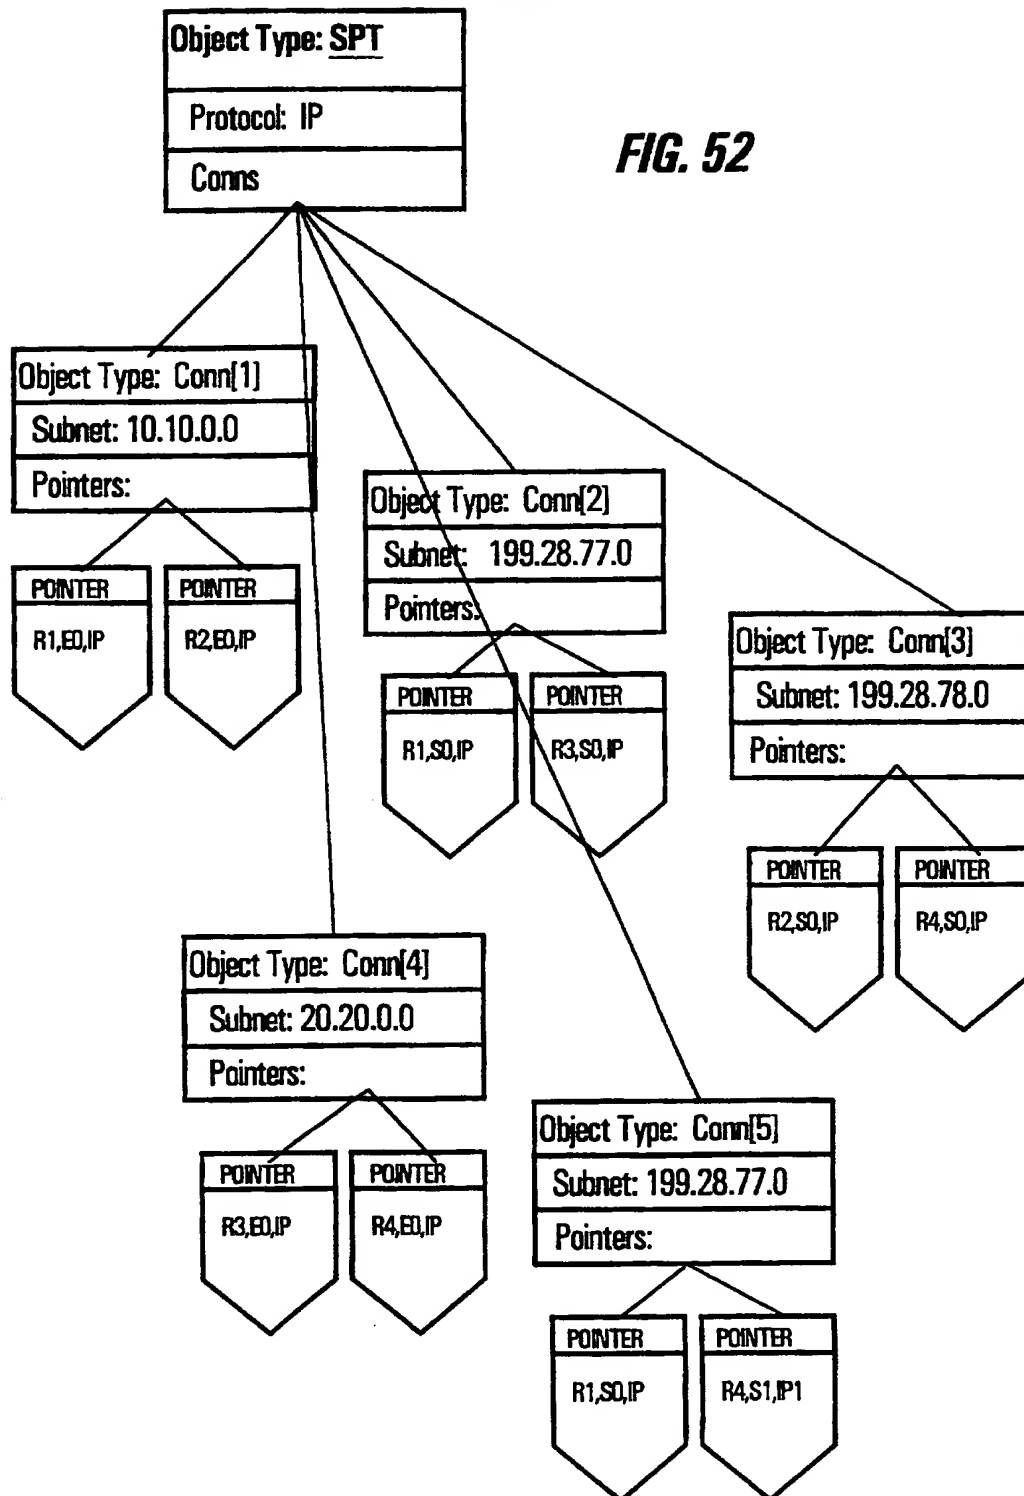 Object Type: SPT
Protocol: IP
Conns
FIG. 52
Object Type: Conn[1]
Subnet: 10.10.0.0
Pointers:
POINTER
R1,E0,IP
POINTER
R2,E0,IP
Object Type: Conn[2]
Subnet: 199.28.77.0
Pointers:
POINTER
R1,S0,IP
POINTER
R3,S0,IP
Object Type: Conn[3]
Subnet: 199.28.78.0
Pointers:
POINTER
R2,S0,IP
POINTER
R4,S0,IP
Object Type: Conn[4]
Subnet: 20.20.0.0
Pointers:
POINTER
R3,E0,IP
POINTER
R4,E0,IP
Object Type: Conn[5]
Subnet: 199.28.77.0
Pointers:
POINTER
R1,S0,IP
POINTER
R4,S1,IP1